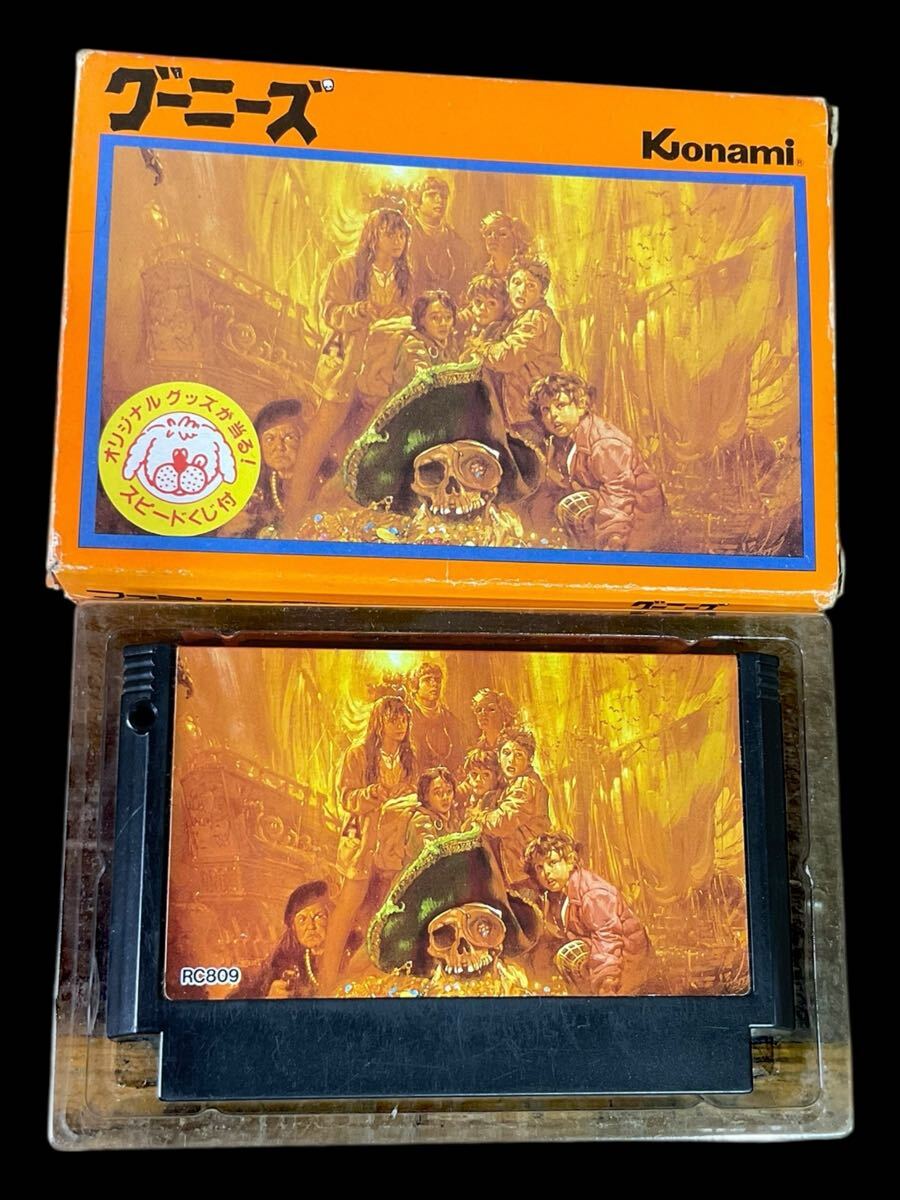 グーニーズ
Konami®
オリジナルグッズが当る!
スピードくじ付
グーニーズ
RC809